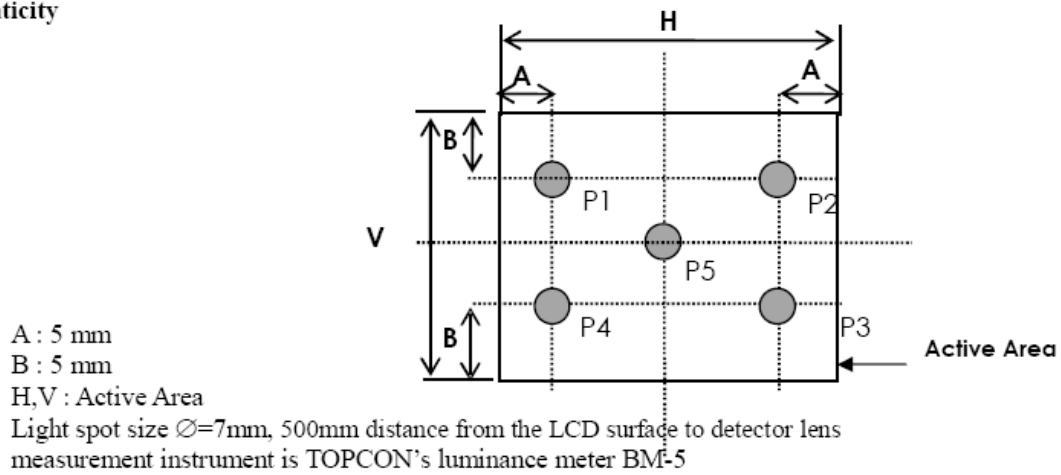 H
A
A
B
P1
P2
V
P5
B
P4
P3
Active Area
A : 5 mm
B : 5 mm
H,V : Active Area
Light spot size ∅=7mm, 500mm distance from the LCD surface to detector lens
measurement instrument is TOPCON's luminance meter BM-5